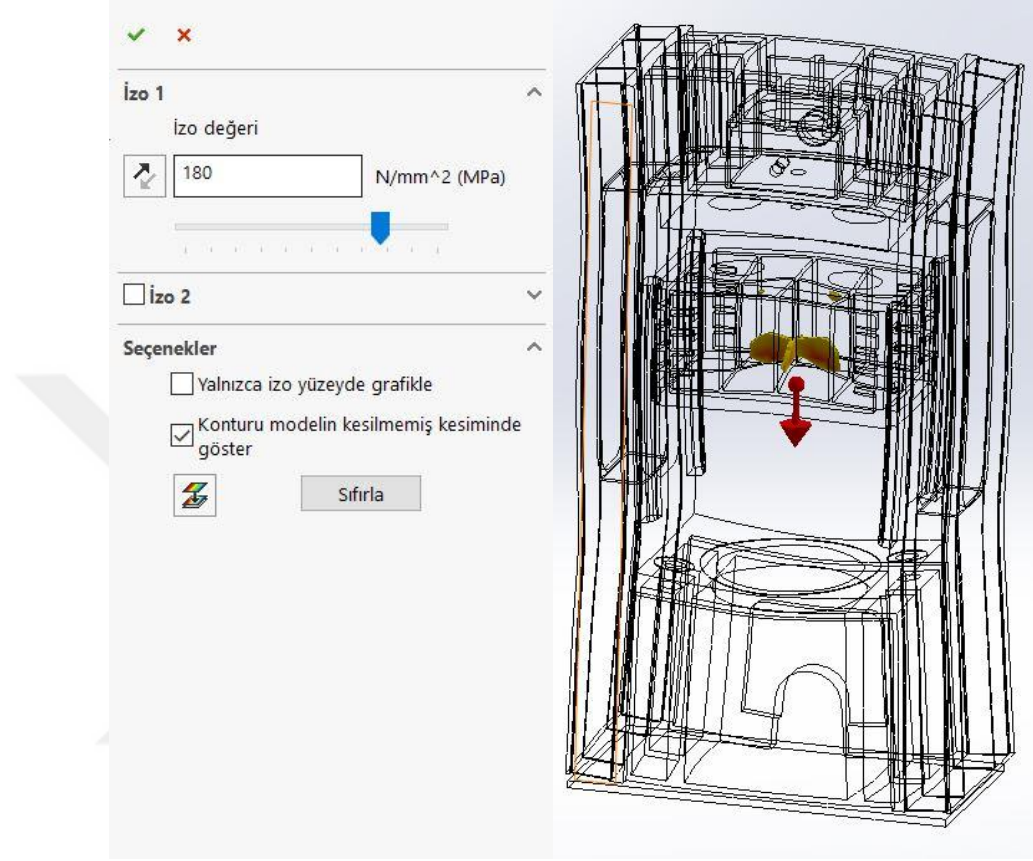 İzo 1
İzo değeri
180
N/mm^2 (MPa)
İzo 2
Seçenekler
Yalnızca izo yüzeyde grafikle
Konturu modelin kesilmemiş kesiminde
göster
Sıfırla